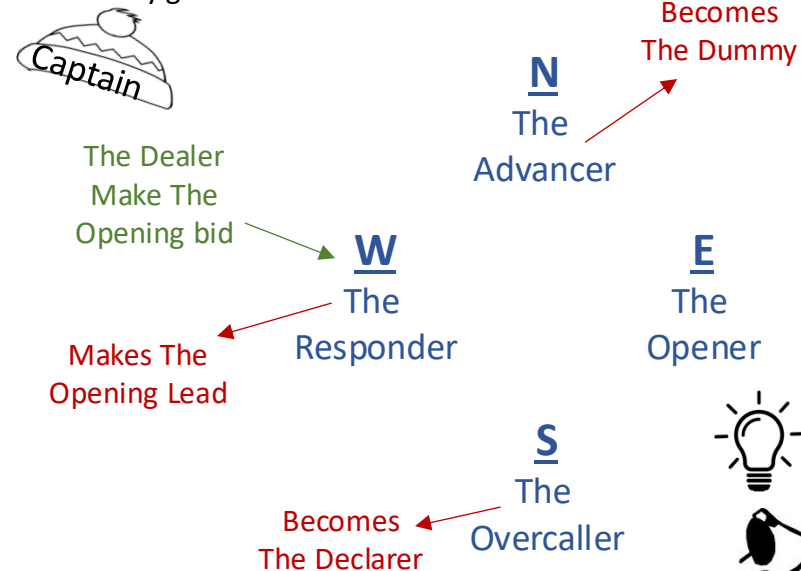 Becomes
The Dummy
Captain
N
The
Advancer
The Dealer
Make The
Opening bid
W
The
Responder
E
The
Opener
Makes The
Opening Lead
S
The
Overcaller
Becomes
The Declarer